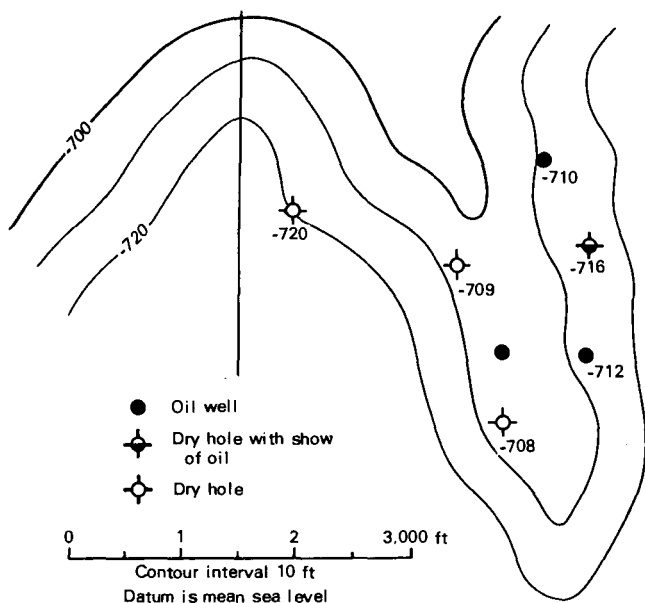 -700
-720
-710
-720
-716
-709
-712
-708
Oil well
Dry hole with show
of oil
Dry hole
0 1 2 3,000 ft
Contour interval 10 ft
Datum is mean sea level